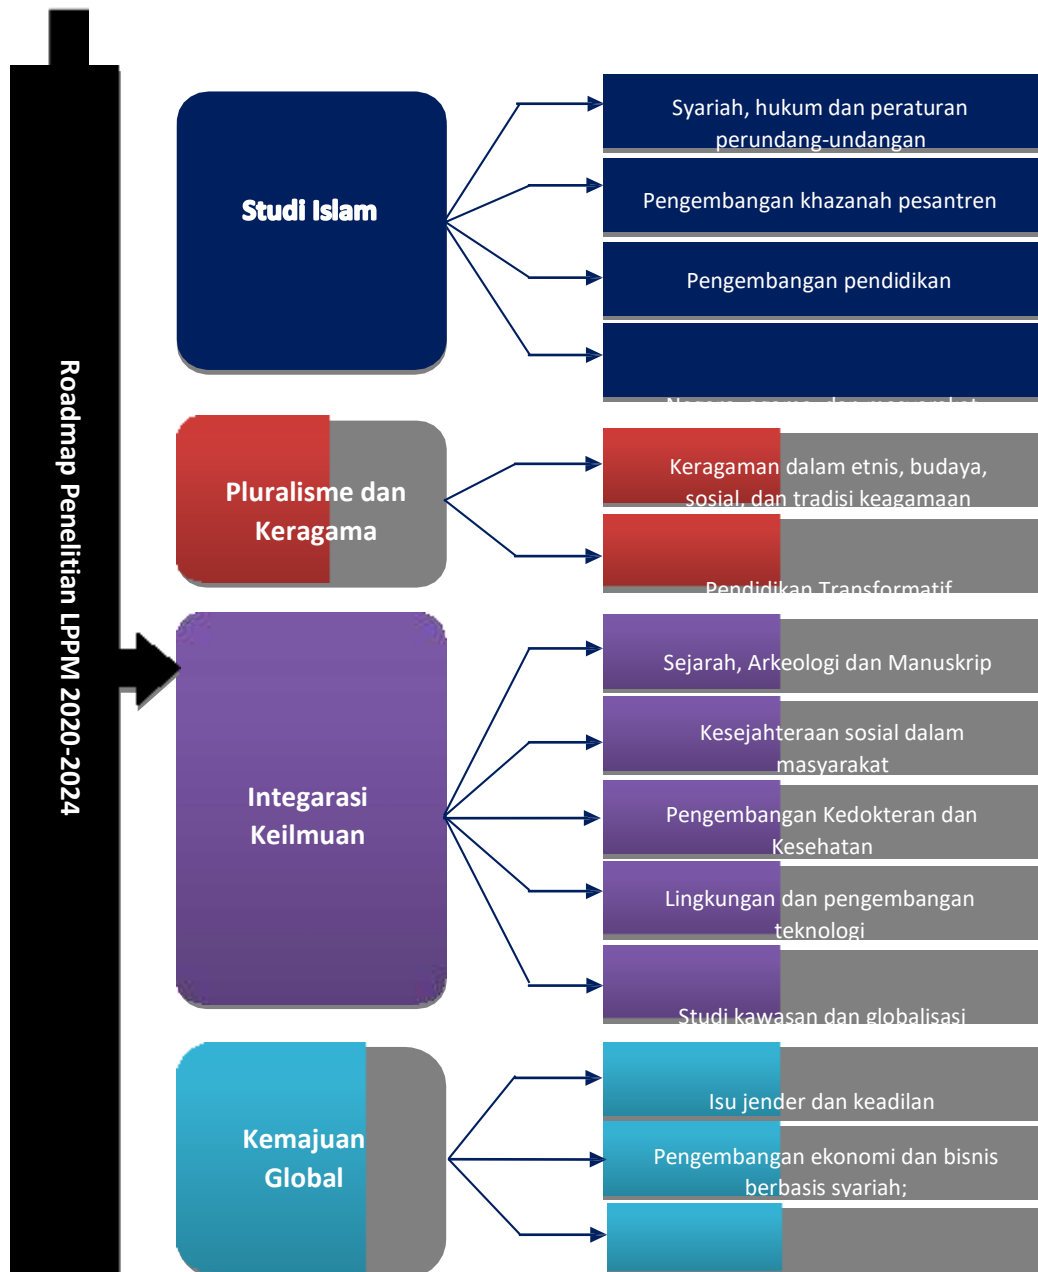 Roadmap Penelitian LPPM 2020-2024
Studi Islam
Syariah, hukum dan peraturan
perundang-undangan
Pengembangan khazanah pesantren
Pengembangan pendidikan
Pluralisme dan
Keragama
Keragaman dalam etnis, budaya,
sosial, dan tradisi keagamaan
Pendidikan Transformatif
Integarasi
Keilmuan
Sejarah, Arkeologi dan Manuskrip
Kesejahteraan sosial dalam
masyarakat
Pengembangan Kedokteran dan
Kesehatan
Lingkungan dan pengembangan
teknologi
Studi kawasan dan globalisasi
Kemajuan
Global
Isu jender dan keadilan
Pengembangan ekonomi dan bisnis
berbasis syariah;